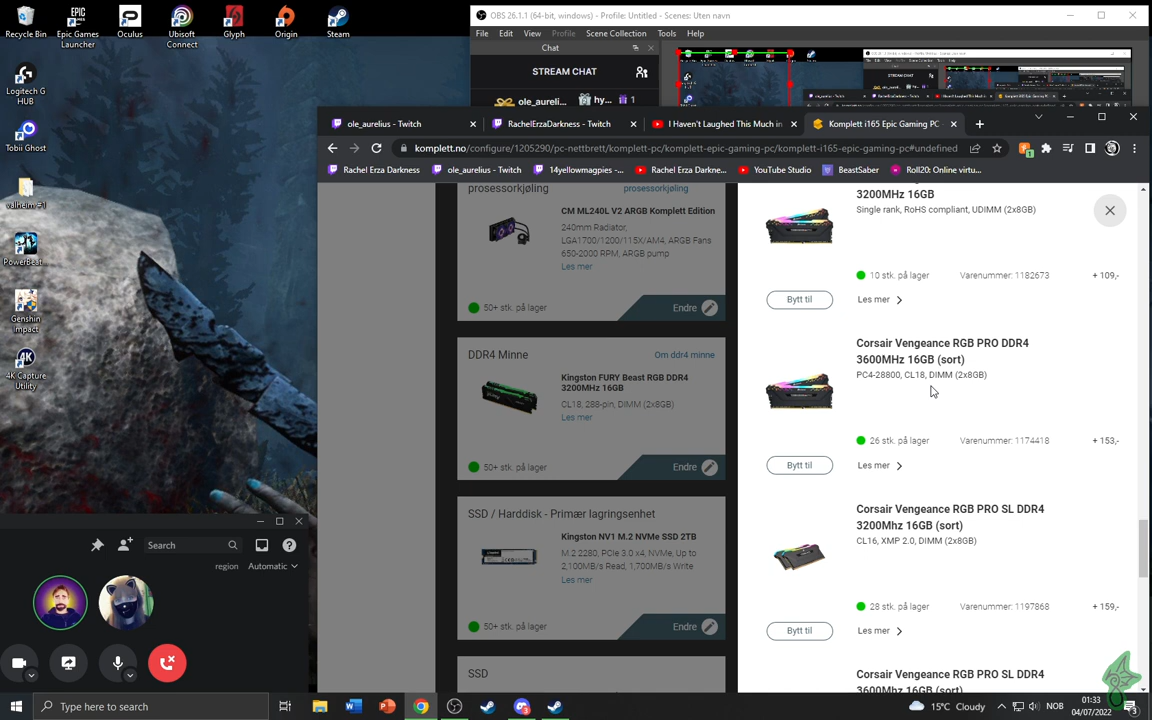 Recycle Bin
Epic Games
Launcher
Oculus
Ubisoft
Connect
Glyph
Origin
Steam
Logitech G
HUB
Tobii Ghost
valheim #1
PowerBeat...
Genshin
Impact
4K Capture
Utility
OBS 26.1.1 (64-bit, windows) - Profile: Untitled - Scenes: Uten navn
File Edit View Profile Scene Collection Tools Help
Chat
STREAM CHAT
ole_aureli... hy... 1
ole_aurelius - Twitch
RachelErzaDarkness - Twitch
I Haven't Laughed This Much in
Komplett i165 Epic Gaming PC
komplett.no/configure/1205290/pc-nettbrett/komplett-pc/komplett-epic-gaming-pc/komplett-i165-epic-gaming-pc#undefined
Rachel Erza Darkness
ole_aurelius - Twitch
14yellowmagpies -...
Rachel Erza Darkne...
YouTube Studio
BeastSaber
Roll20: Online virtu...
prosessorkjøling
prosessorkjøling
CM ML240L V2 ARGB Komplett Edition
240mm Radiator,
LGA1700/1200/115X/AM4, ARGB Fans
650-2000 RPM, ARGB pump
Les mer
50+ stk. på lager
Endre
DDR4 Minne
Om ddr4 minne
Kingston FURY Beast RGB DDR4
3200MHz 16GB
CL18, 288-pin, DIMM (2x8GB)
Les mer
50+ stk. på lager
Endre
SSD / Harddisk - Primær lagringsenhet
Kingston NV1 M.2 NVMe SSD 2TB
M.2 2280, PCIe 3.0 x4, NVMe, Up to
2,100MB/s Read, 1,700MB/s Write
Les mer
50+ stk. på lager
Endre
SSD
3200MHz 16GB
Single rank, RoHS compliant, UDIMM (2x8GB)
10 stk. på lager
Varenummer: 1182673
+ 109,-
Bytt til
Les mer
Corsair Vengeance RGB PRO DDR4
3600MHz 16GB (sort)
PC4-28800, CL18, DIMM (2x8GB)
26 stk. på lager
Varenummer: 1174418
+ 153,-
Bytt til
Les mer
Corsair Vengeance RGB PRO SL DDR4
3200Mhz 16GB (sort)
CL16, XMP 2.0, DIMM (2x8GB)
28 stk. på lager
Varenummer: 1197868
+ 159,-
Bytt til
Les mer
Corsair Vengeance RGB PRO SL DDR4
3600Mhz 16GB (sort)
Search
region Automatic
Type here to search
15°C Cloudy
NOB
01:33
04/07/2022
3